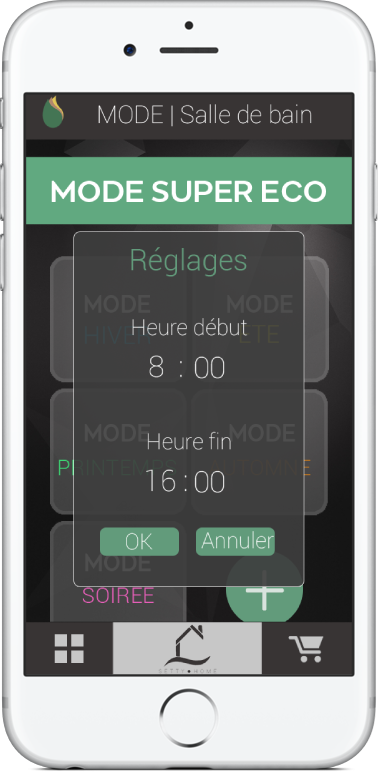 MODE | Salle de bain
MODE SUPER ECO
Réglages
MODE MODE
HIVER ETE
Heure début
8 : 00
MODE MODE
PRINTEMPS AUTOMNE
Heure fin
16 : 00
OK Annuler
MODE
SOIREE